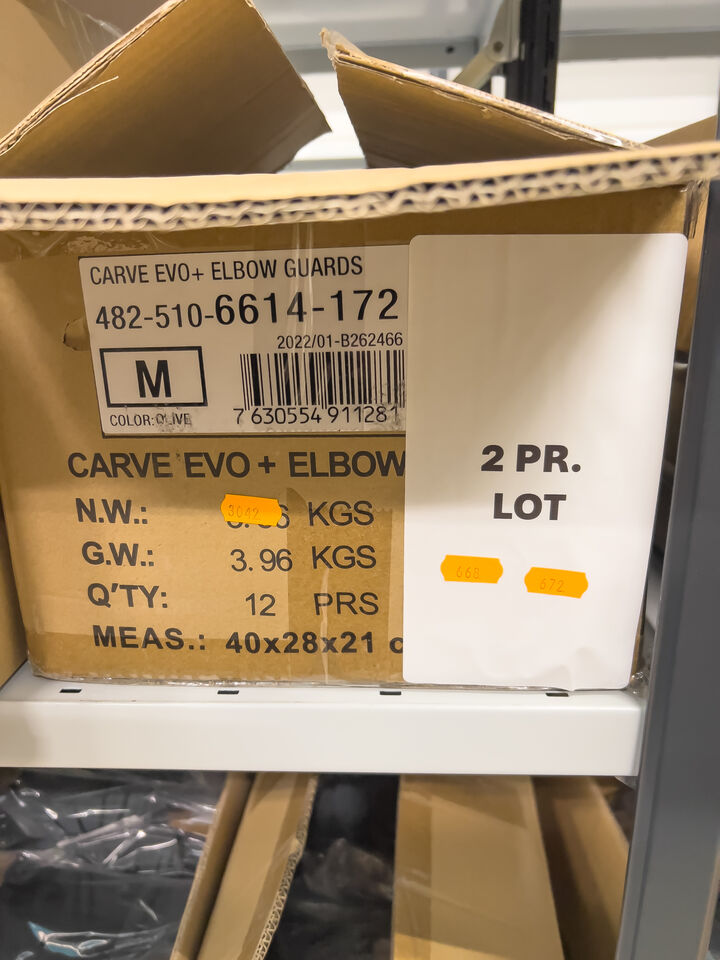 CARVE EVO+ ELBOW GUARDS
482-510-6614-172
2022/01-B262466
M
COLOR:OLIVE
7 630554 911281
CARVE EVO + ELBOW
N.W.: KGS
3042
G.W.: 3.96 KGS
Q'TY: 12 PRS
MEAS.: 40x28x21 c
2 PR.
LOT
668 672